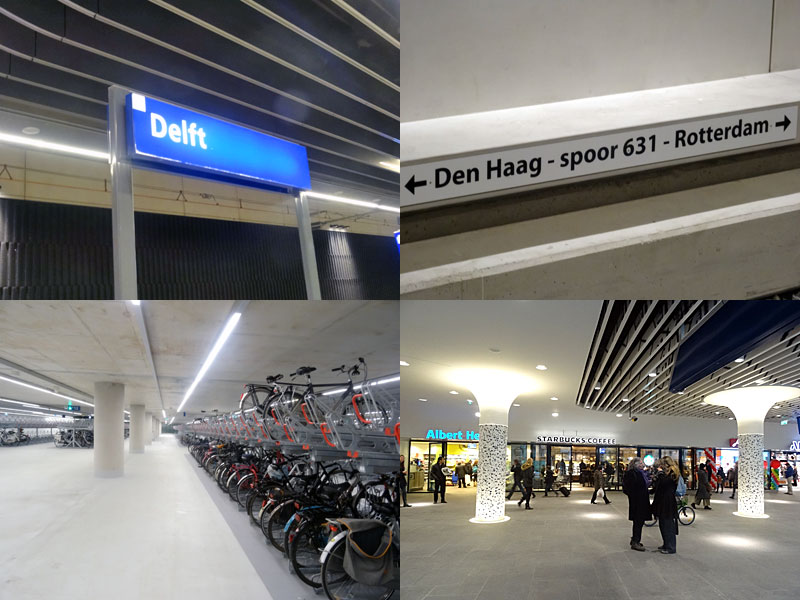 Delft
← Den Haag - spoor 631 - Rotterdam →
Albert He
STARBUCKS COFFEE